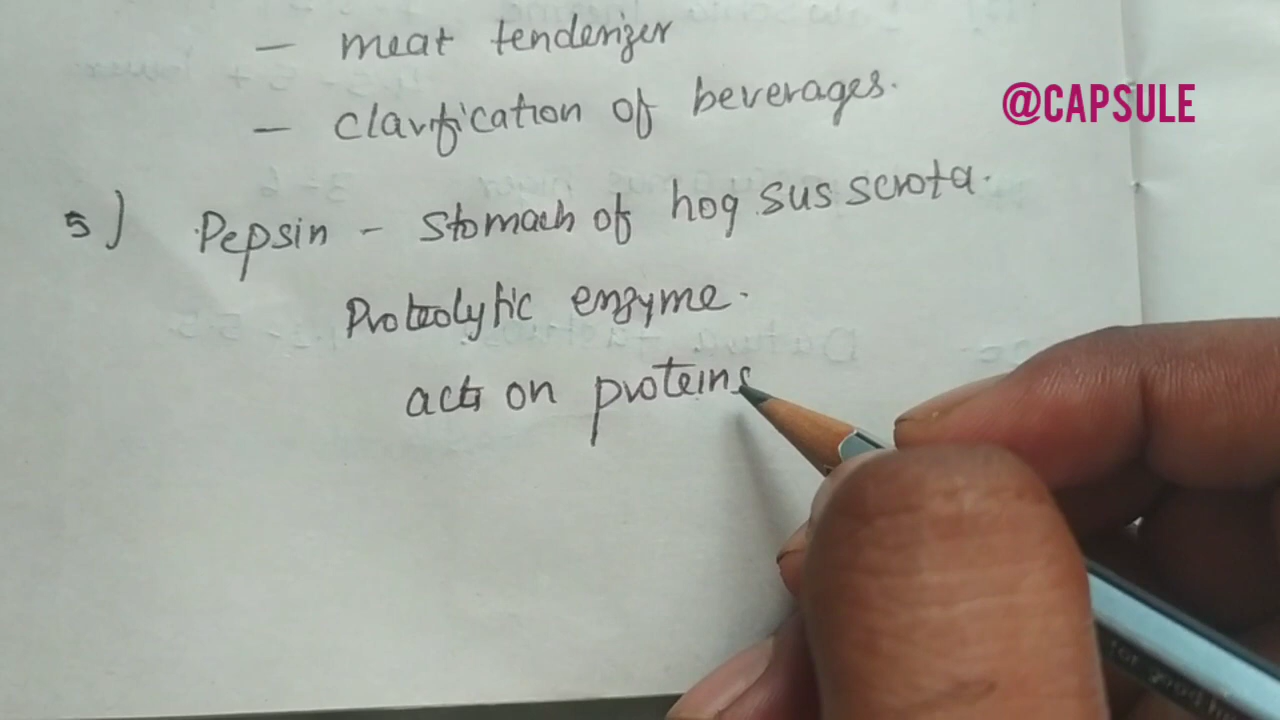 – meat tenderizer
– clarification of beverages.
@CAPSULE
5) Pepsin - stomach of hog sus scrota.
Proteolytic enzyme.
acts on proteins